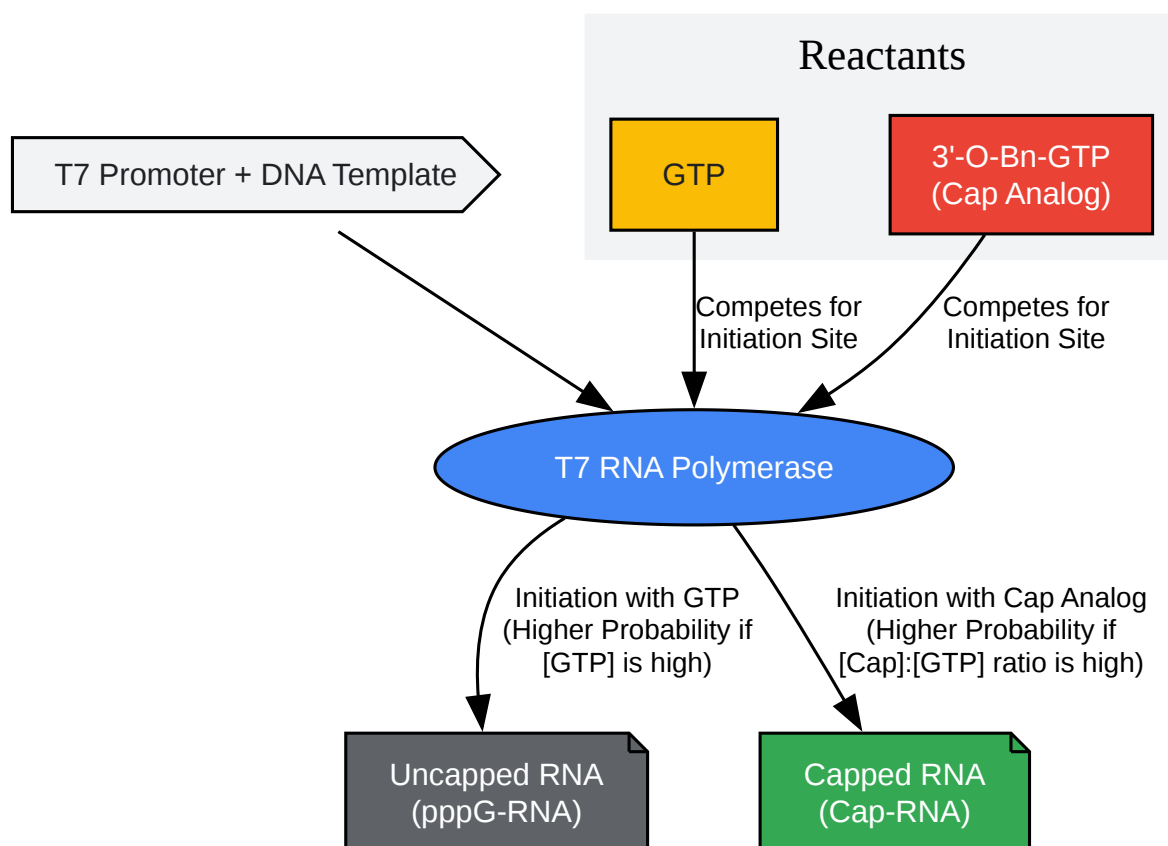 Reactants
T7 Promoter + DNA Template
GTP
3'-O-Bn-GTP
(Cap Analog)
Competes for
Initiation Site
Competes for
Initiation Site
T7 RNA Polymerase
Initiation with GTP
(Higher Probability if
[GTP] is high)
Initiation with Cap Analog
(Higher Probability if
[Cap]:[GTP] ratio is high)
Uncapped RNA
(pppG-RNA)
Capped RNA
(Cap-RNA)